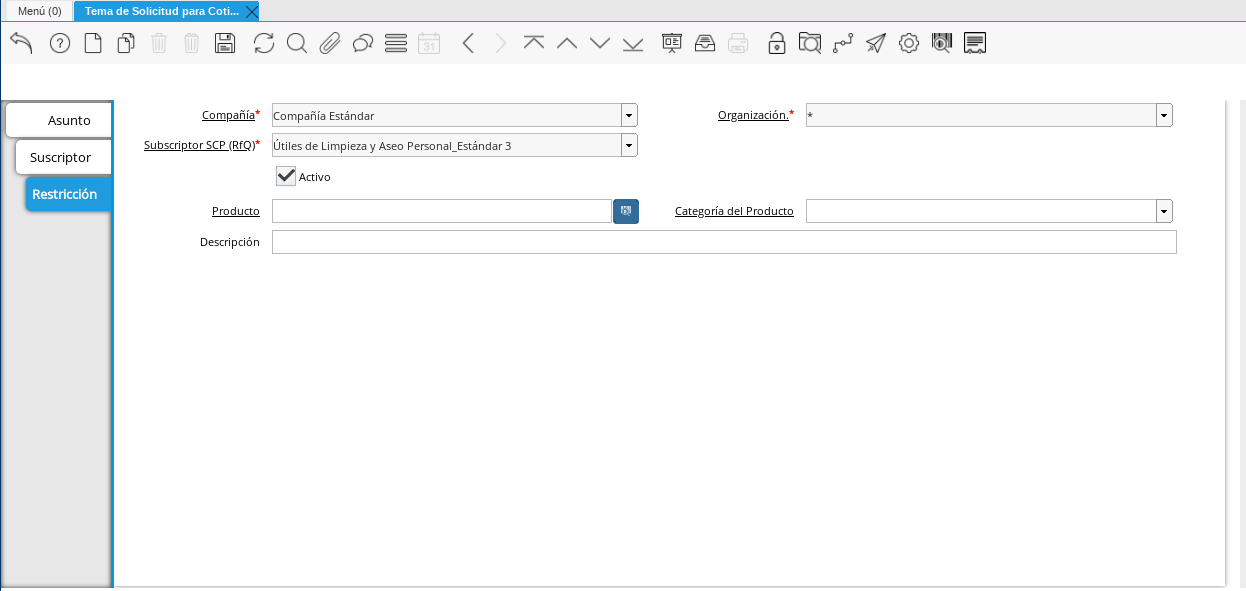 Menú (0)
Tema de Solicitud para Coti...
?
31
Asunto
Suscriptor
Restricción
Compañía*
Compañía Estándar
Organización.*
*
Subscriptor SCP (RfQ)*
Útiles de Limpieza y Aseo Personal_Estándar 3
Activo
Producto
Categoría del Producto
Descripción